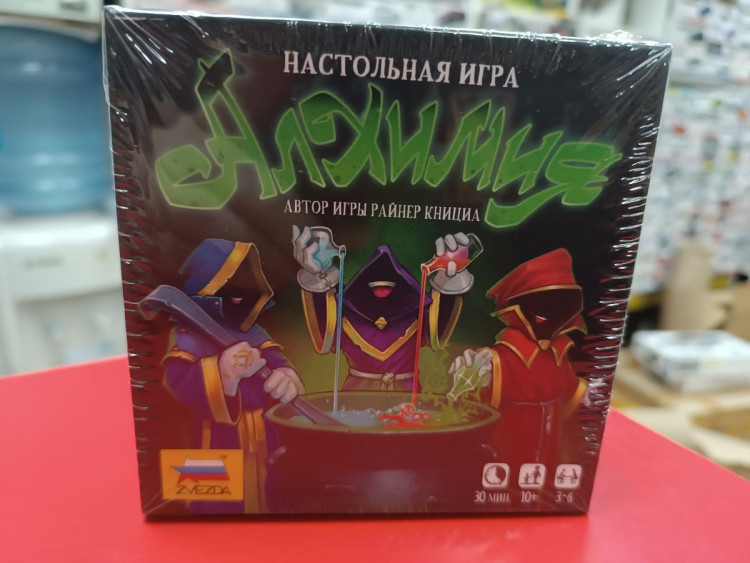 НАСТОЛЬНАЯ ИГРА
Алхимия
АВТОР ИГРЫ РАЙНЕР КНИЦИА
ZVEZDA
30 МИН. 10+ 3-6